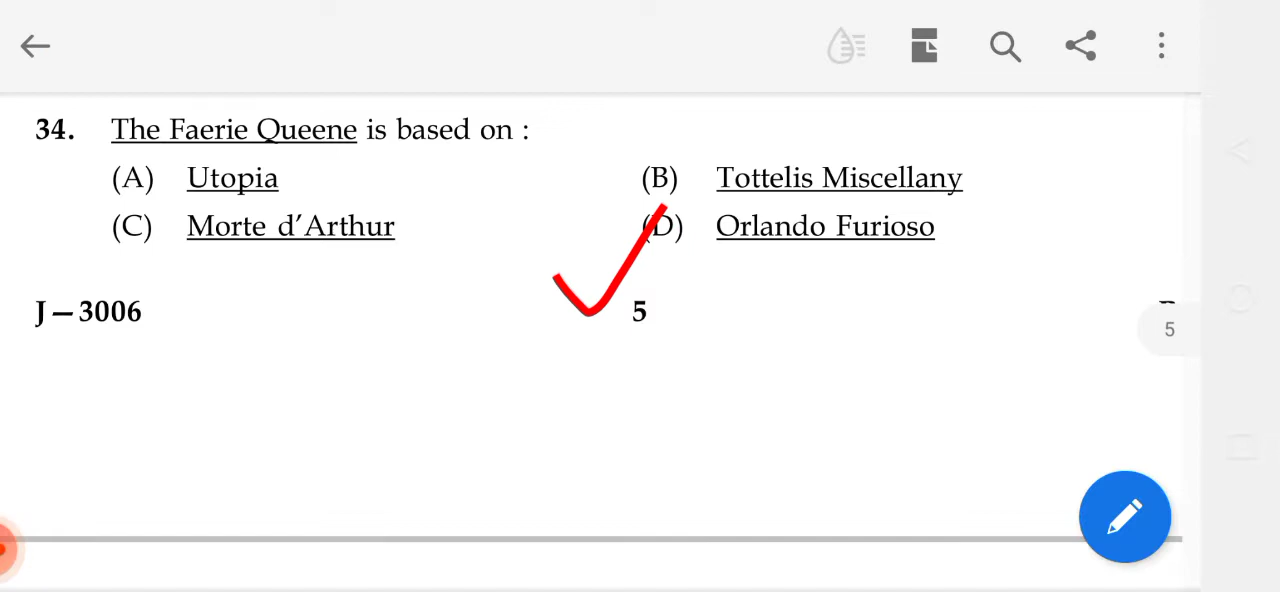 34. The Faerie Queene is based on :
(A) Utopia (B) Tottelis Miscellany
(C) Morte d'Arthur (D) Orlando Furioso
J – 3006 5
5